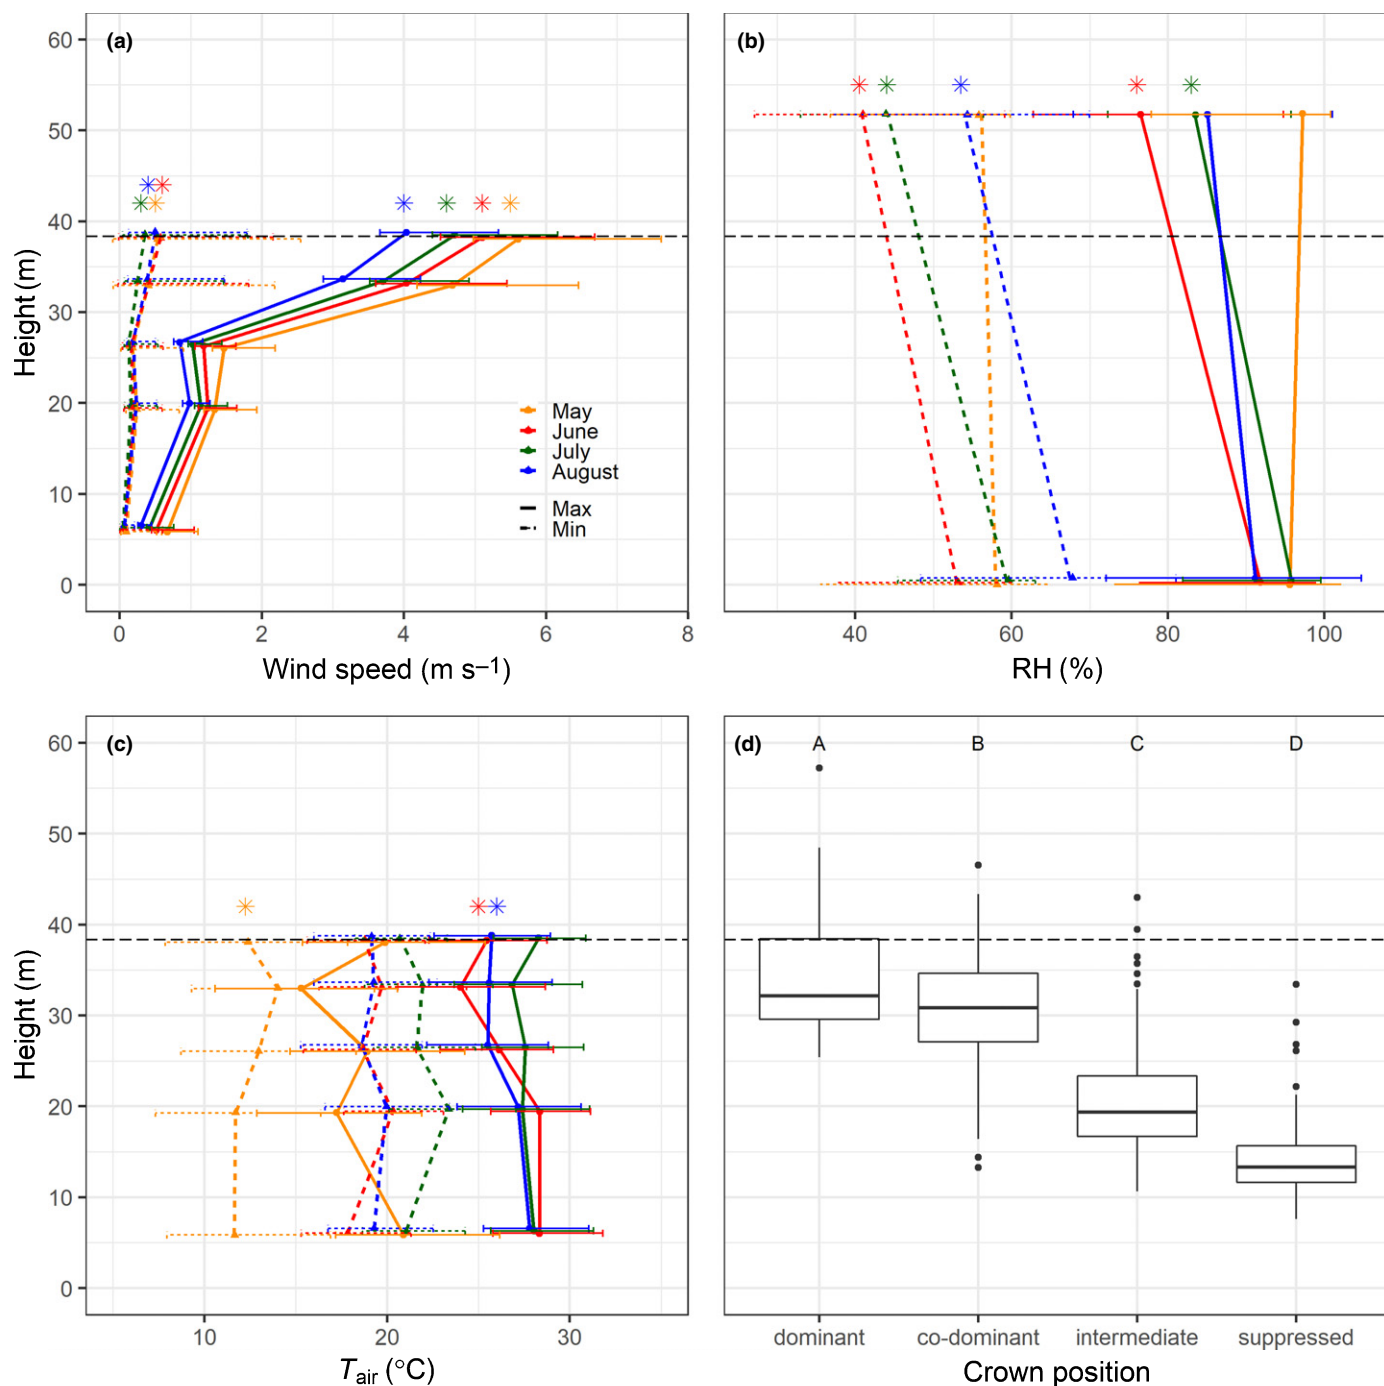 (a)
60
50
40
30
20
10
0
Height (m)
May
June
July
August
Max
Min
0 2 4 6 8
Wind speed (m s–1)
(b)
40 60 80 100
RH (%)
(c)
60
50
40
30
20
10
0
Height (m)
10 20 30
Tair (°C)
(d)
A B C D
dominant co-dominant intermediate suppressed
Crown position